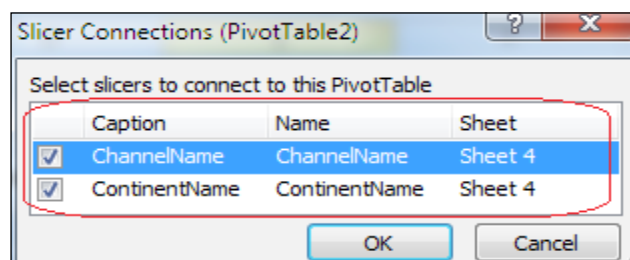 Slicer Connections (PivotTable2)
?
X
Select slicers to connect to this PivotTable
Caption Name Sheet
ChannelName ChannelName Sheet 4
ContinentName ContinentName Sheet 4
OK Cancel